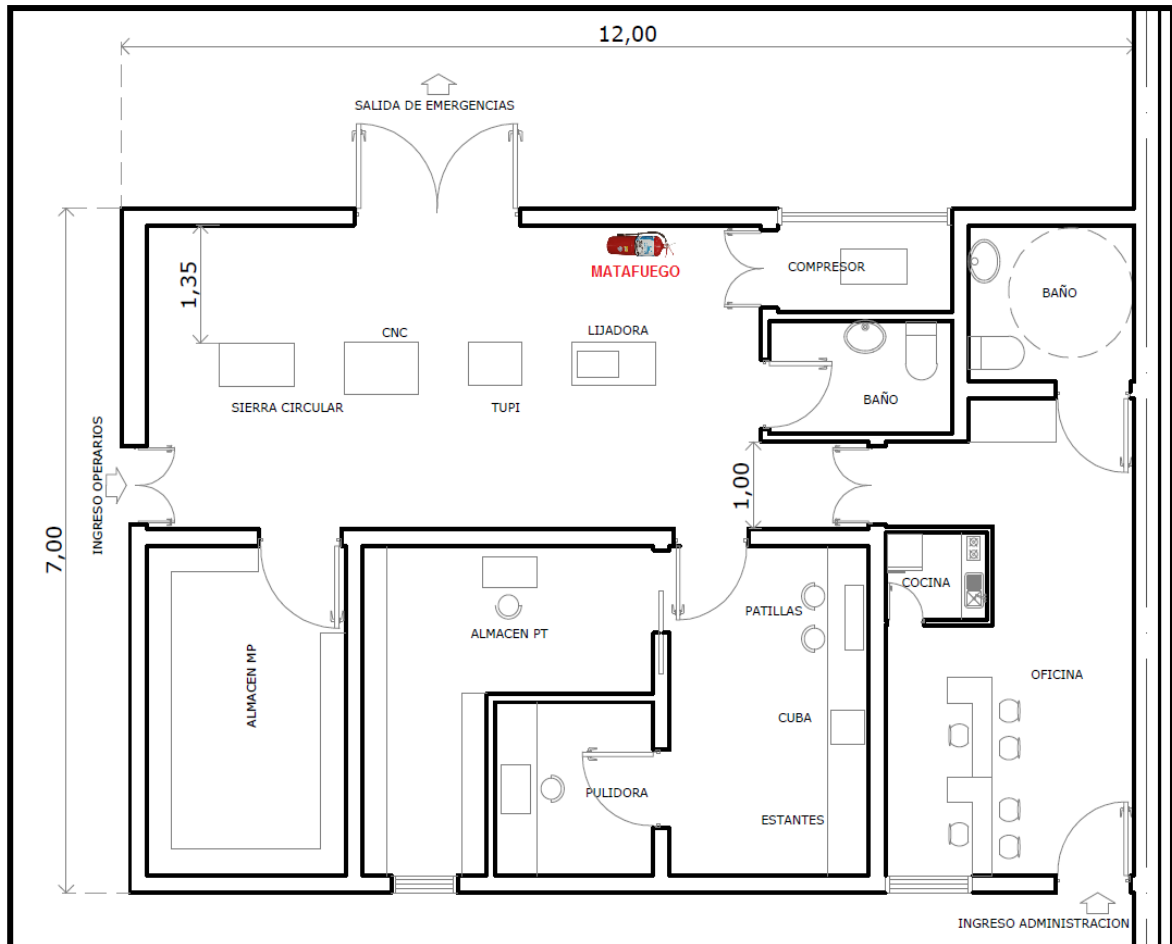 12,00
SALIDA DE EMERGENCIAS
1,35
MATAFUEGO
COMPRESOR
BAÑO
CNC
LIJADORA
SIERRA CIRCULAR
TUPI
BAÑO
INGRESO OPERARIOS
1,00
7,00
COCINA
PATILLAS
ALMACEN PT
ALMACEN MP
OFICINA
CUBA
PULIDORA
ESTANTES
INGRESO ADMINISTRACION